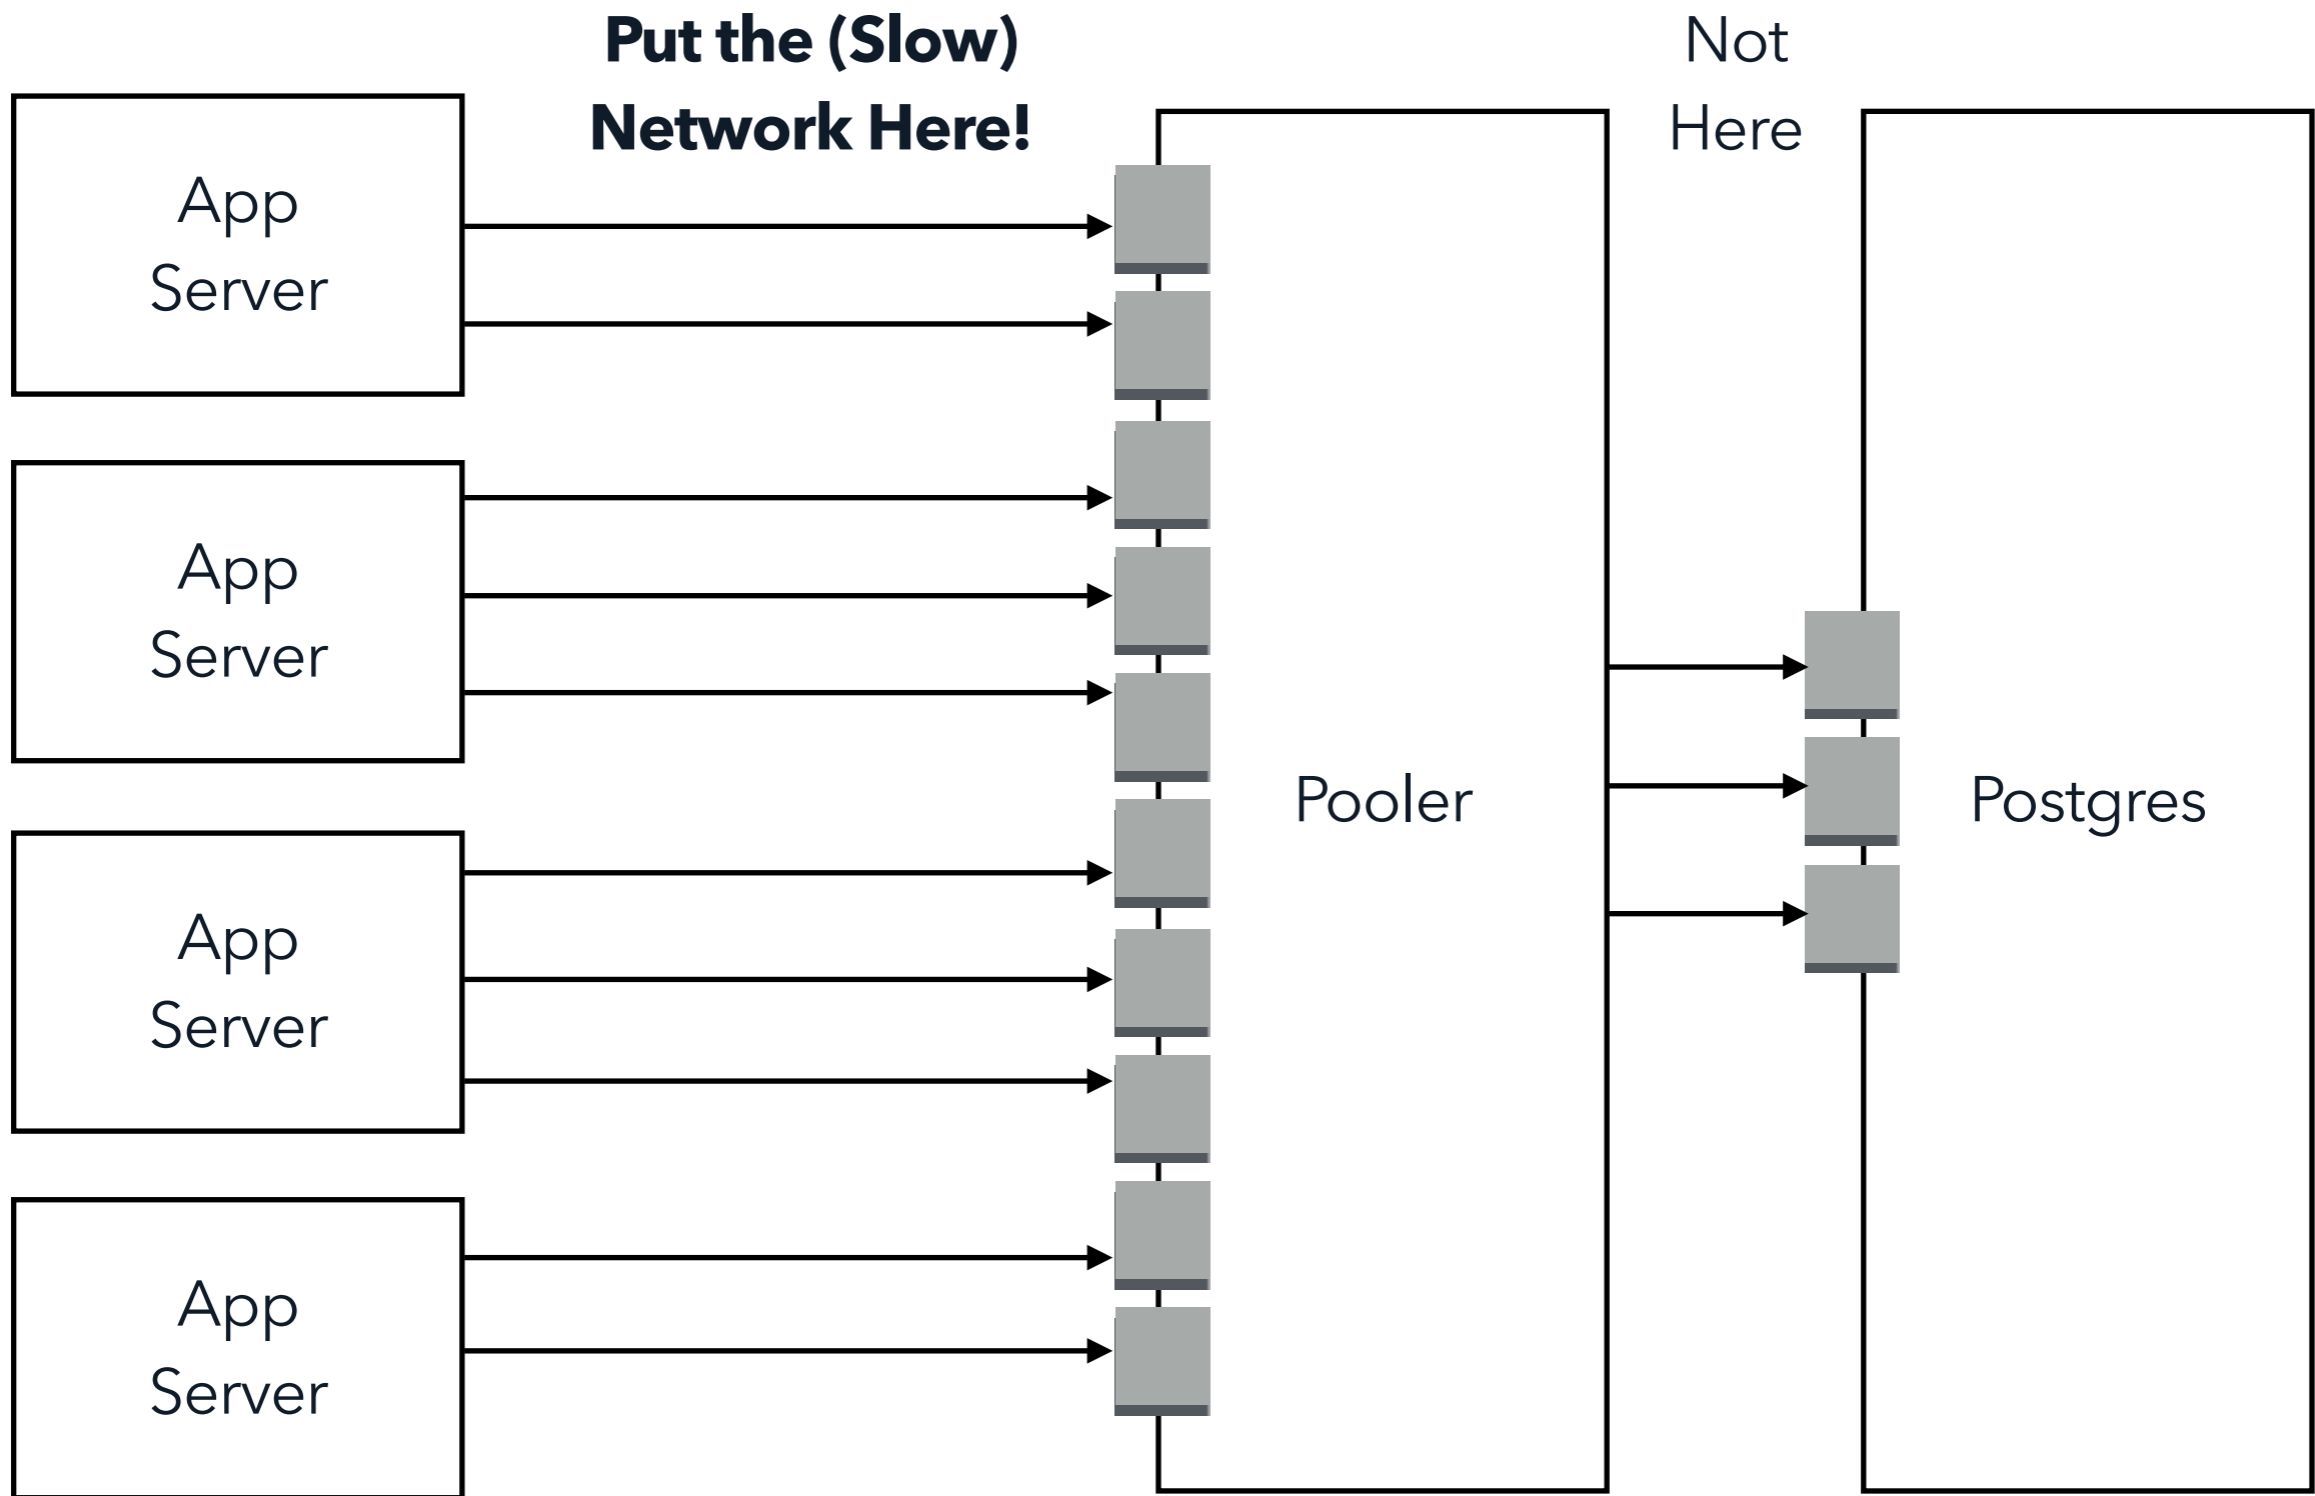 Put the (Slow)
Network Here!
Not
Here
App
Server
App
Server
App
Server
App
Server
Pooler
Postgres